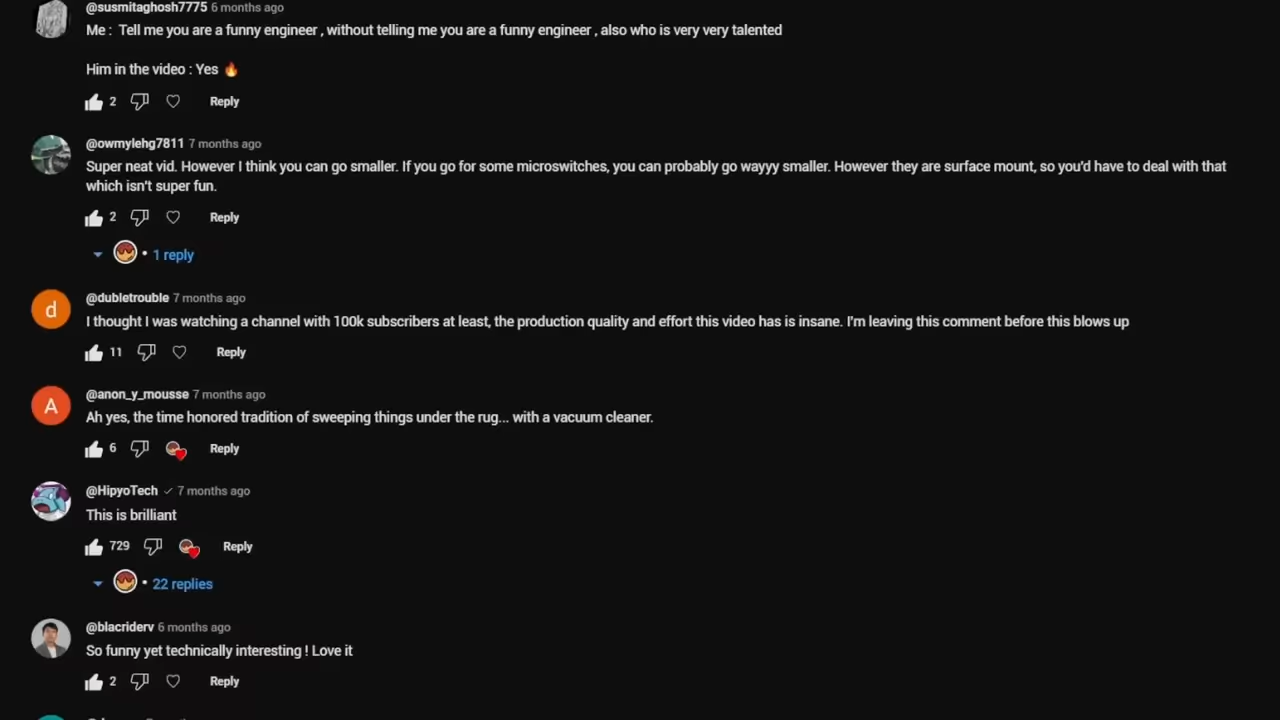 @susmitaghosh7775 6 months ago
Me : Tell me you are a funny engineer , without telling me you are a funny engineer , also who is very very talented
Him in the video : Yes 🔥
2 Reply
@owmylehg7811 7 months ago
Super neat vid. However I think you can go smaller. If you go for some microswitches, you can probably go wayyy smaller. However they are surface mount, so you'd have to deal with that
which isn't super fun.
2 Reply
• 1 reply
d
@dubletrouble 7 months ago
I thought I was watching a channel with 100k subscribers at least, the production quality and effort this video has is insane. I'm leaving this comment before this blows up
11 Reply
A
@anon_y_mousse 7 months ago
Ah yes, the time honored tradition of sweeping things under the rug... with a vacuum cleaner.
6 Reply
@HipyoTech ✓ 7 months ago
This is brilliant
729 Reply
• 22 replies
@blacriderv 6 months ago
So funny yet technically interesting ! Love it
2 Reply